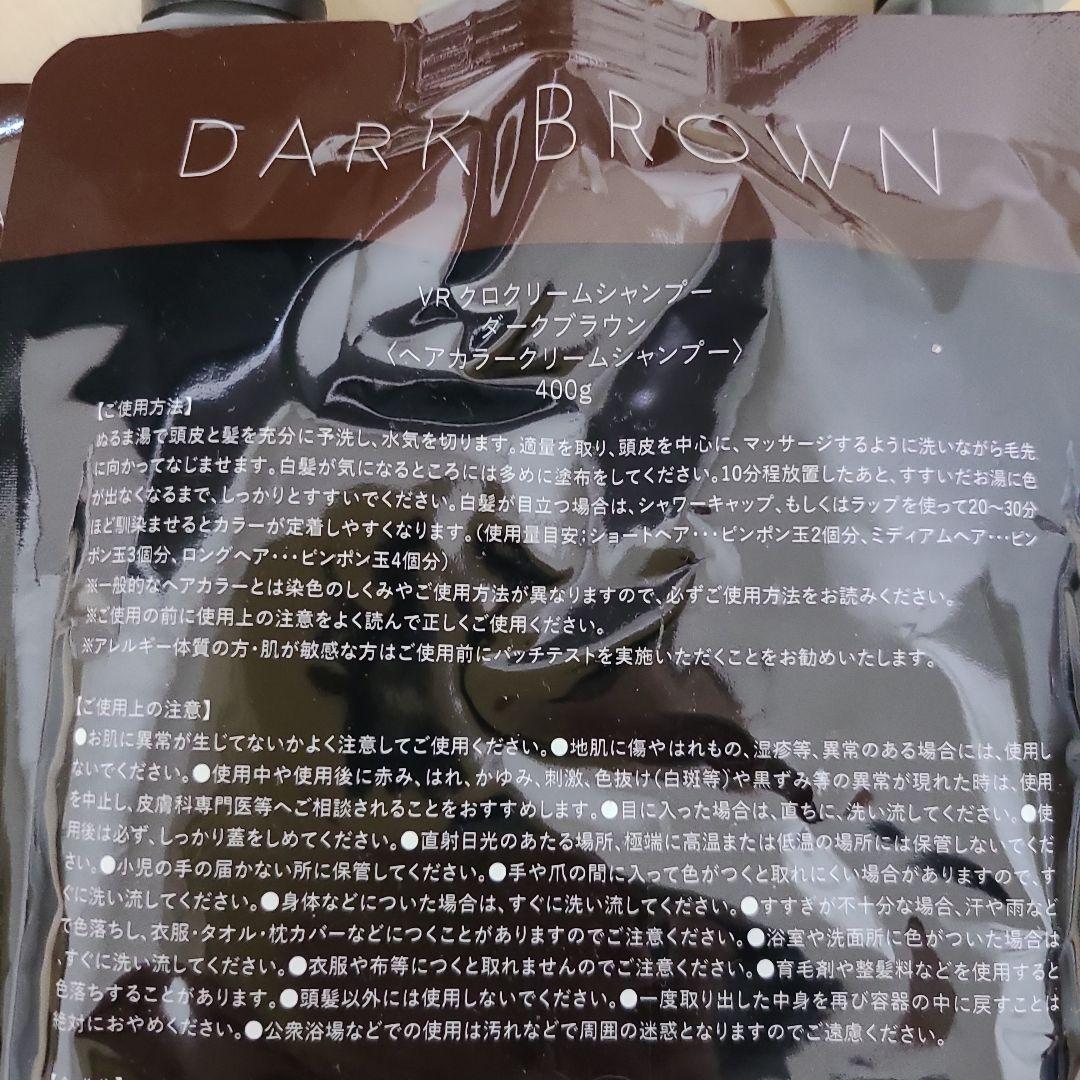 DARK BROWN
VR クロクリームシャンプー
ダークブラウン
〈ヘアカラークリームシャンプー〉
400g
【ご使用方法】
ぬるま湯で頭皮と髪を充分に予洗し、水気を切ります。適量を取り、頭皮を中心に、マッサージするように洗いながら毛先
に向かってなじませます。白髪が気になるところには多めに塗布をしてください。10分程放置したあと、すすいだお湯に色
が出なくなるまで、しっかりとすすいでください。白髪が目立つ場合は、シャワーキャップ、もしくはラップを使って20〜30分
ほど馴染ませるとカラーが定着しやすくなります。(使用量目安:ショートヘア･･･ピンポン玉2個分、ミディアムヘア･･･ピン
ポン玉3個分、ロングヘア･･･ピンポン玉4個分)
※一般的なヘアカラーとは染色のしくみやご使用方法が異なりますので、必ずご使用方法をお読みください。
※ご使用の前に使用上の注意をよく読んで正しくご使用ください。
※アレルギー体質の方・肌が敏感な方はご使用前にパッチテストを実施いただくことをお勧めいたします。
【ご使用上の注意】
●お肌に異常が生じてないかよく注意してご使用ください。●地肌に傷やはれもの、湿疹等、異常のある場合には、使用し
ないでください。●使用中や使用後に赤み、はれ、かゆみ、刺激、色抜け(白斑等)や黒ずみ等の異常が現れた時は、使用
を中止し、皮膚科専門医等へご相談されることをおすすめします。●目に入った場合は、直ちに、洗い流してください。●使
用後は必ず、しっかり蓋をしめてください。●直射日光のあたる場所、極端に高温または低温の場所には保管しないでくだ
さい。●小児の手の届かない所に保管してください。●手や爪の間に入って色がつくと取れにくい場合がありますので、す
ぐに洗い流してください。●身体などについた場合は、すぐに洗い流してください。●すすぎが不十分な場合、汗や雨など
で色落ちし、衣服・タオル・枕カバーなどにつくことがありますのでご注意ください。●浴室や洗面所に色がついた場合は
、すぐに洗い流してください。●衣服や布等につくと取れませんのでご注意ください。●育毛剤や整髪料などを使用すると
色落ちすることがあります。●頭髪以外には使用しないでください。●一度取り出した中身を再び容器の中に戻すことは
絶対におやめください。●公衆浴場などでの使用は汚れなどで周囲の迷惑となりますのでご遠慮ください。